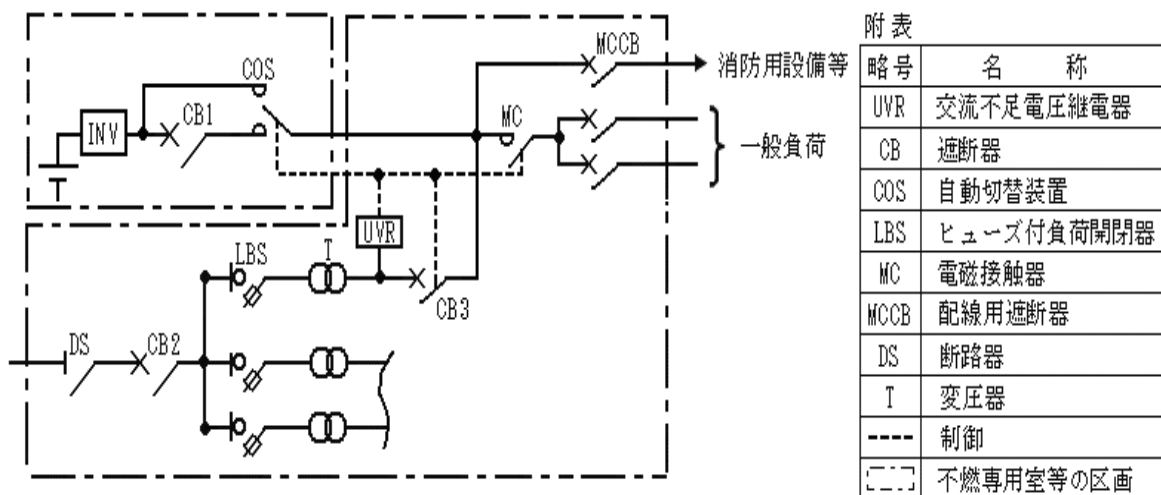 附表
略号 名称
UVR 交流不足電圧継電器
CB 遮断器
COS 自動切替装置
LBS ヒューズ付負荷開閉器
MC 電磁接触器
MCCB 配線用遮断器
DS 断路器
T 変圧器
制御
不燃専用室等の区画
MCCB
消防用設備等
COS
CB1
INV
MC
一般負荷
UVR
LBS
T
CB3
DS
CB2